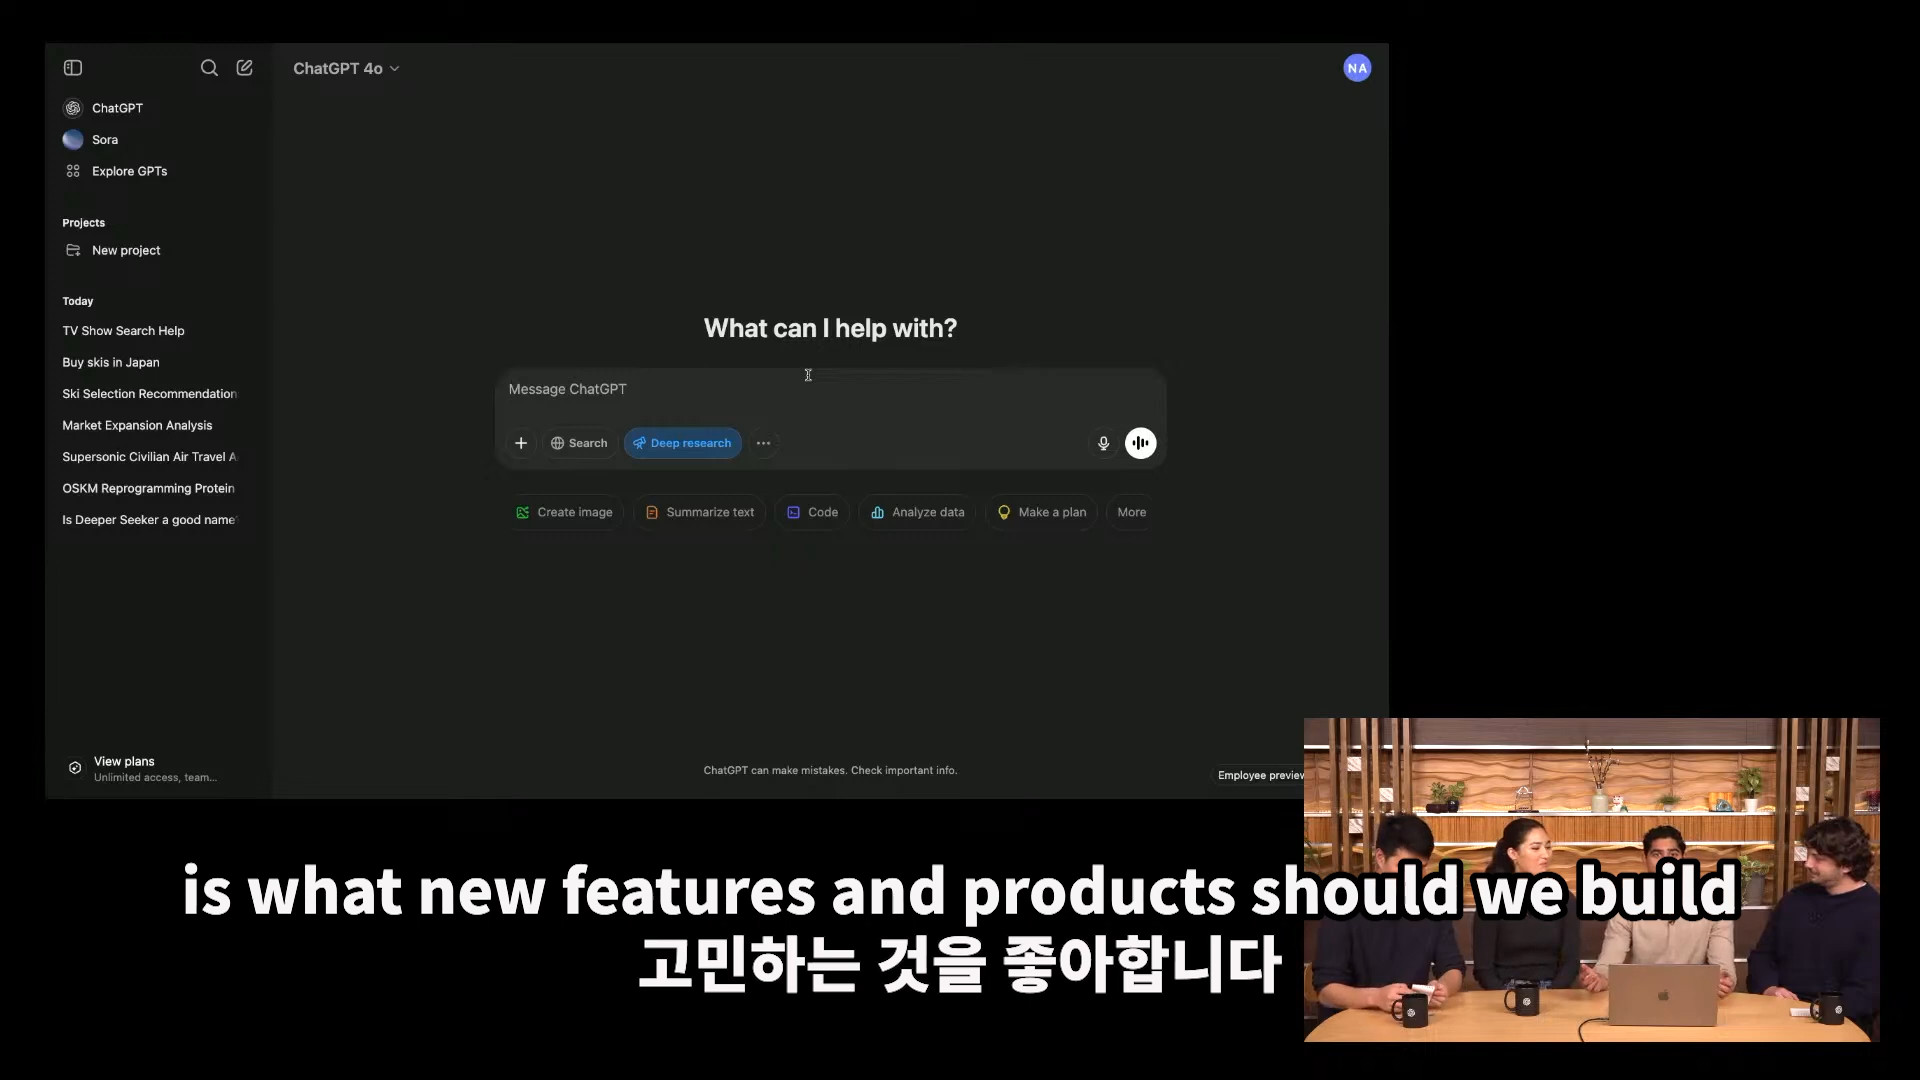 ChatGPT 4o
NA
ChatGPT
Sora
Explore GPTs
Projects
New project
Today
TV Show Search Help
Buy skis in Japan
Ski Selection Recommendation
Market Expansion Analysis
Supersonic Civilian Air Travel A
OSKM Reprogramming Protein
Is Deeper Seeker a good name
View plans
Unlimited access, team...
What can I help with?
Message ChatGPT
Search
Deep research
Create image
Summarize text
Code
Analyze data
Make a plan
More
ChatGPT can make mistakes. Check important info.
Employee preview
is what new features and products should we build
고민하는 것을 좋아합니다